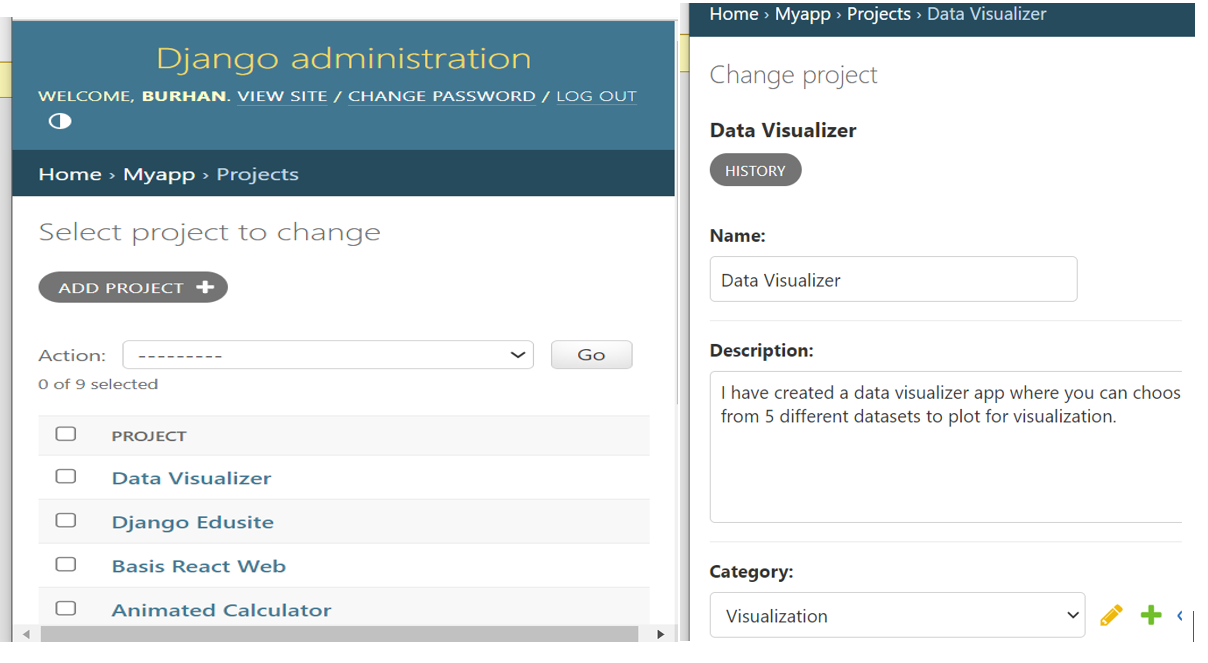 Django administration
WELCOME, BURHAN. VIEW SITE / CHANGE PASSWORD / LOG OUT
Home › Myapp › Projects
Select project to change
ADD PROJECT +
Action: --------- Go
0 of 9 selected
PROJECT
Data Visualizer
Django Edusite
Basis React Web
Animated Calculator
Home › Myapp › Projects › Data Visualizer
Change project
Data Visualizer
HISTORY
Name:
Data Visualizer
Description:
I have created a data visualizer app where you can choos
from 5 different datasets to plot for visualization.
Category:
Visualization